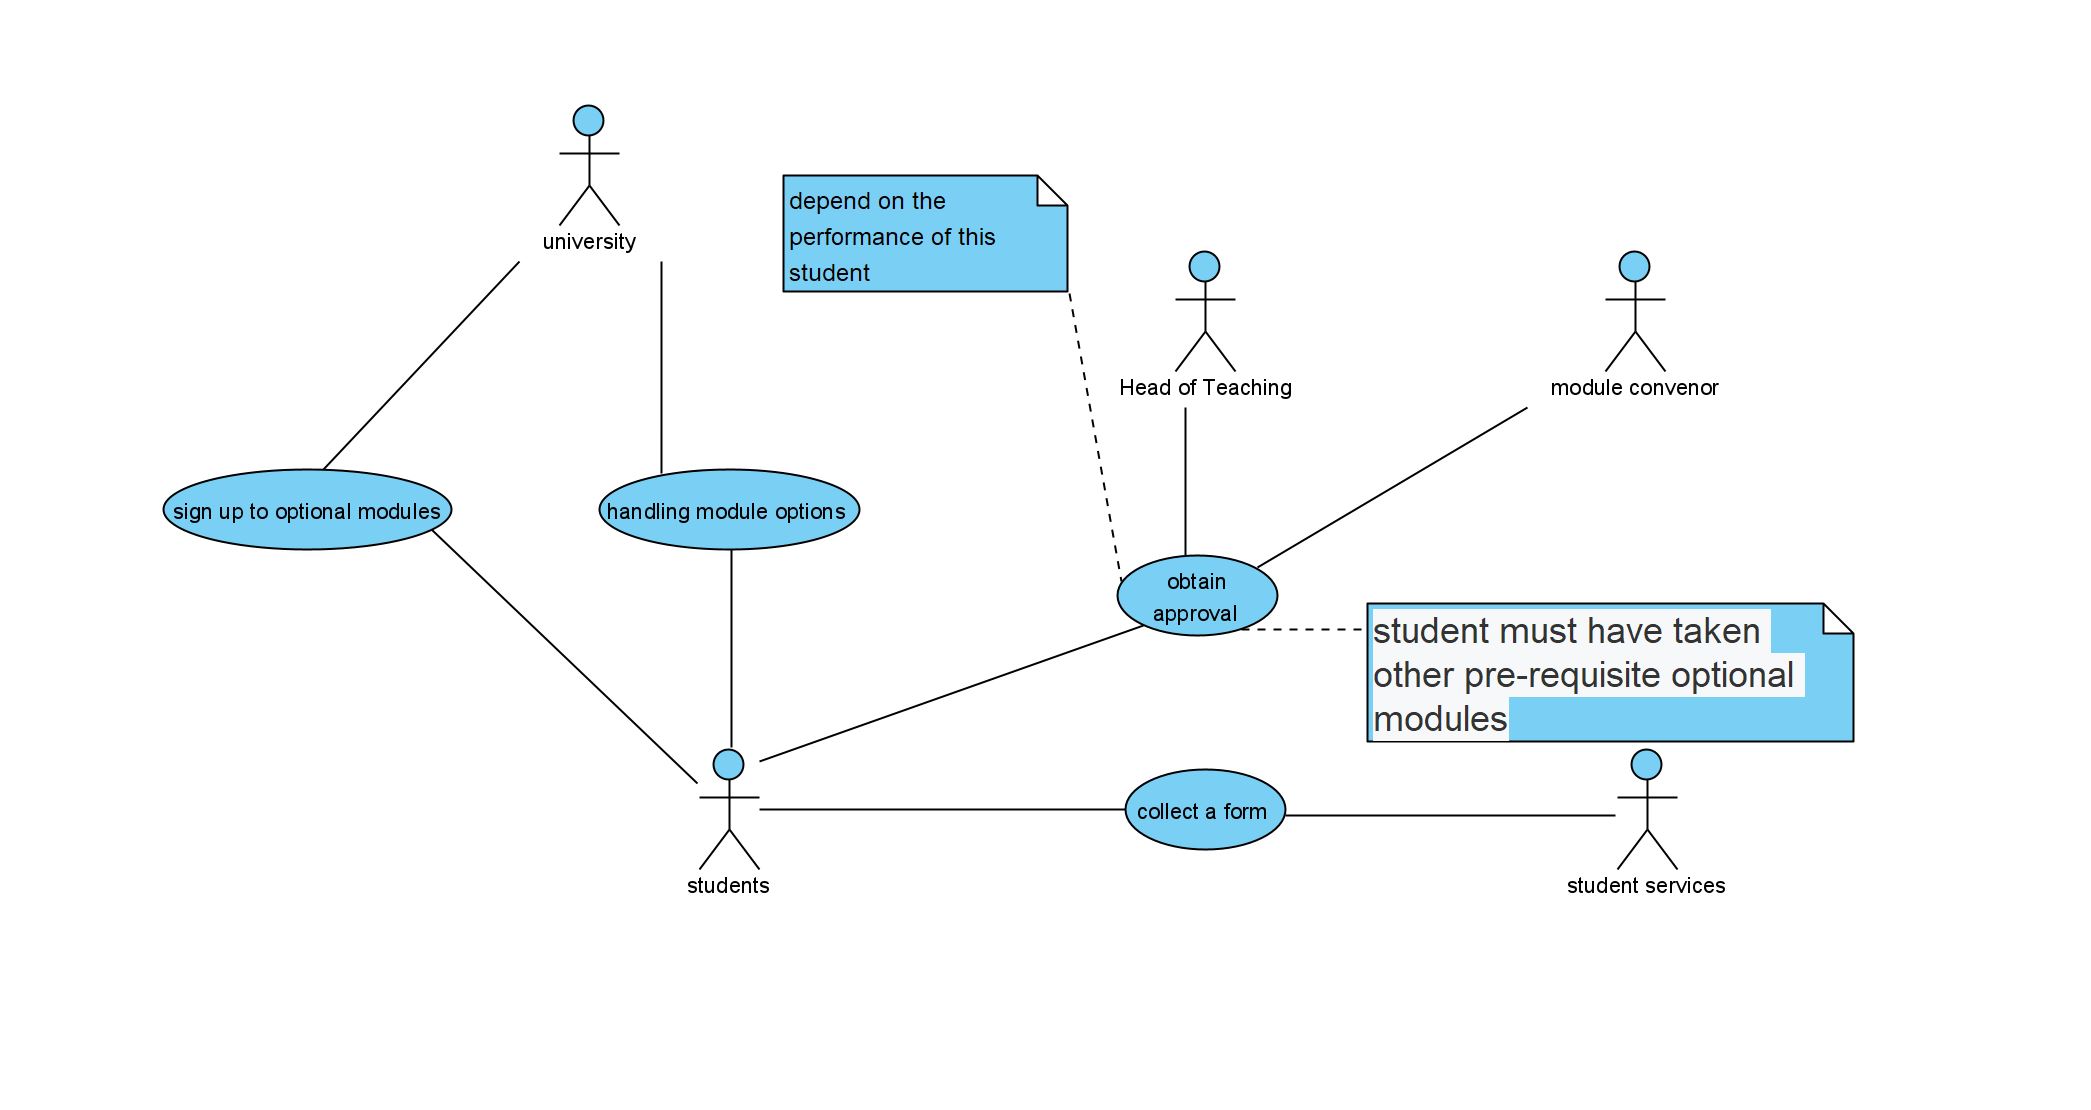 university
depend on the
performance of this
student
Head of Teaching
module convenor
sign up to optional modules
handling module options
obtain
approval
student must have taken
other pre-requisite optional
modules
collect a form
students
student services